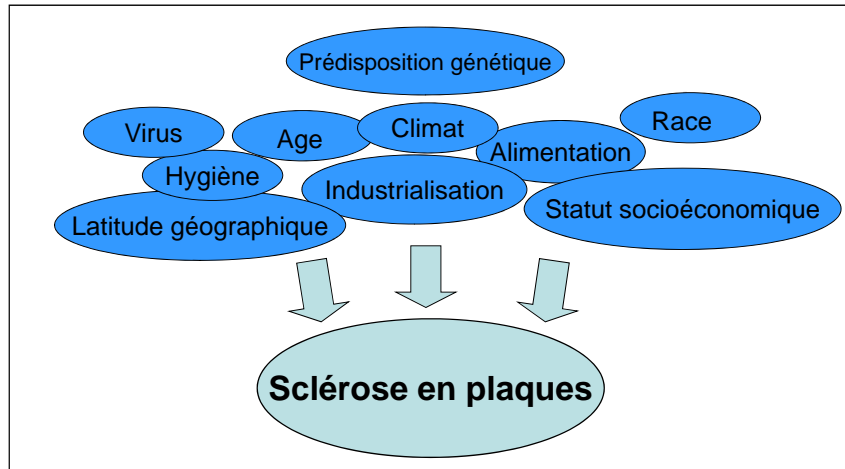 Prédisposition génétique
Virus
Age
Climat
Race
Hygiène
Alimentation
Industrialisation
Latitude géographique
Statut socioéconomique
Sclérose en plaques